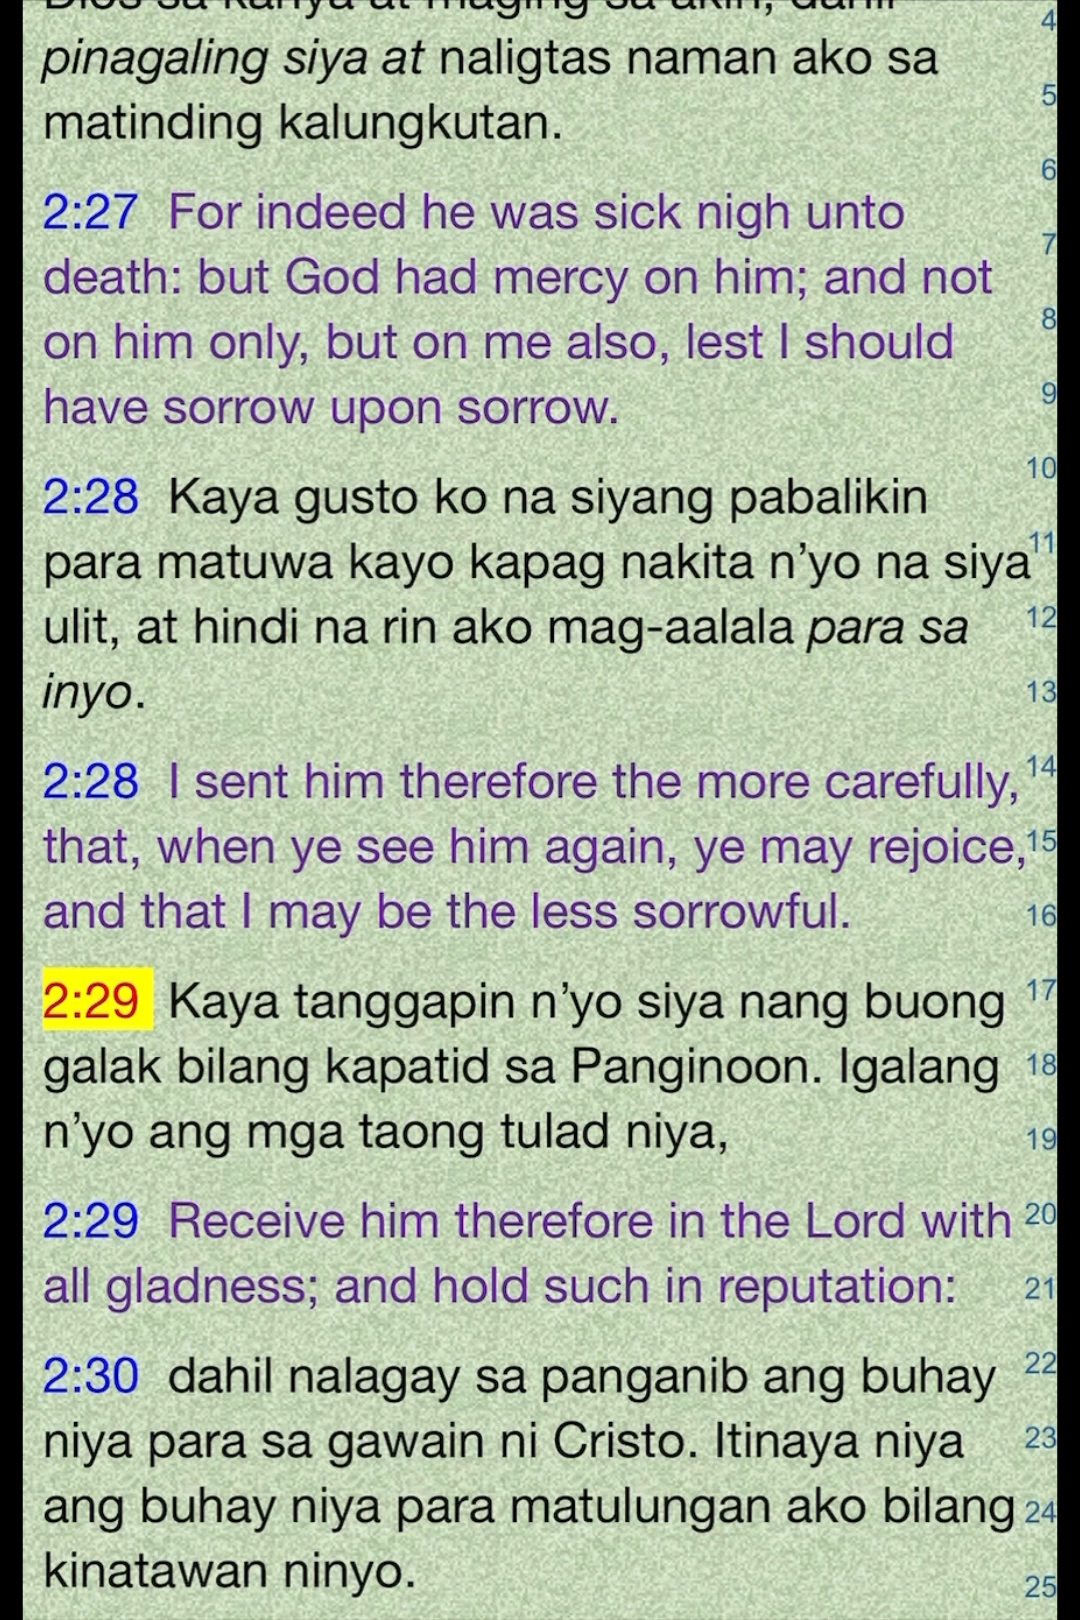 Dios sa kanya at maging sa akin, dahil
pinagaling siya at naligtas naman ako sa
matinding kalungkutan.
2:27 For indeed he was sick nigh unto
death: but God had mercy on him; and not
on him only, but on me also, lest I should
have sorrow upon sorrow.
2:28 Kaya gusto ko na siyang pabalikin
para matuwa kayo kapag nakita n’yo na siya
ulit, at hindi na rin ako mag-aalala para sa
inyo.
2:28 I sent him therefore the more carefully,
that, when ye see him again, ye may rejoice,
and that I may be the less sorrowful.
2:29 Kaya tanggapin n’yo siya nang buong
galak bilang kapatid sa Panginoon. Igalang
n’yo ang mga taong tulad niya,
2:29 Receive him therefore in the Lord with
all gladness; and hold such in reputation:
2:30 dahil nalagay sa panganib ang buhay
niya para sa gawain ni Cristo. Itinaya niya
ang buhay niya para matulungan ako bilang
kinatawan ninyo.
4
5
6
7
8
9
10
11
12
13
14
15
16
17
18
19
20
21
22
23
24
25